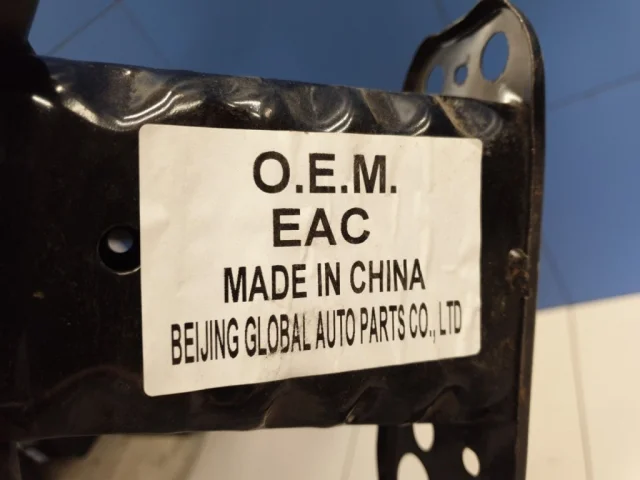 O.E.M.
EAC
MADE IN CHINA
BEIJING GLOBAL AUTO PARTS CO., LTD